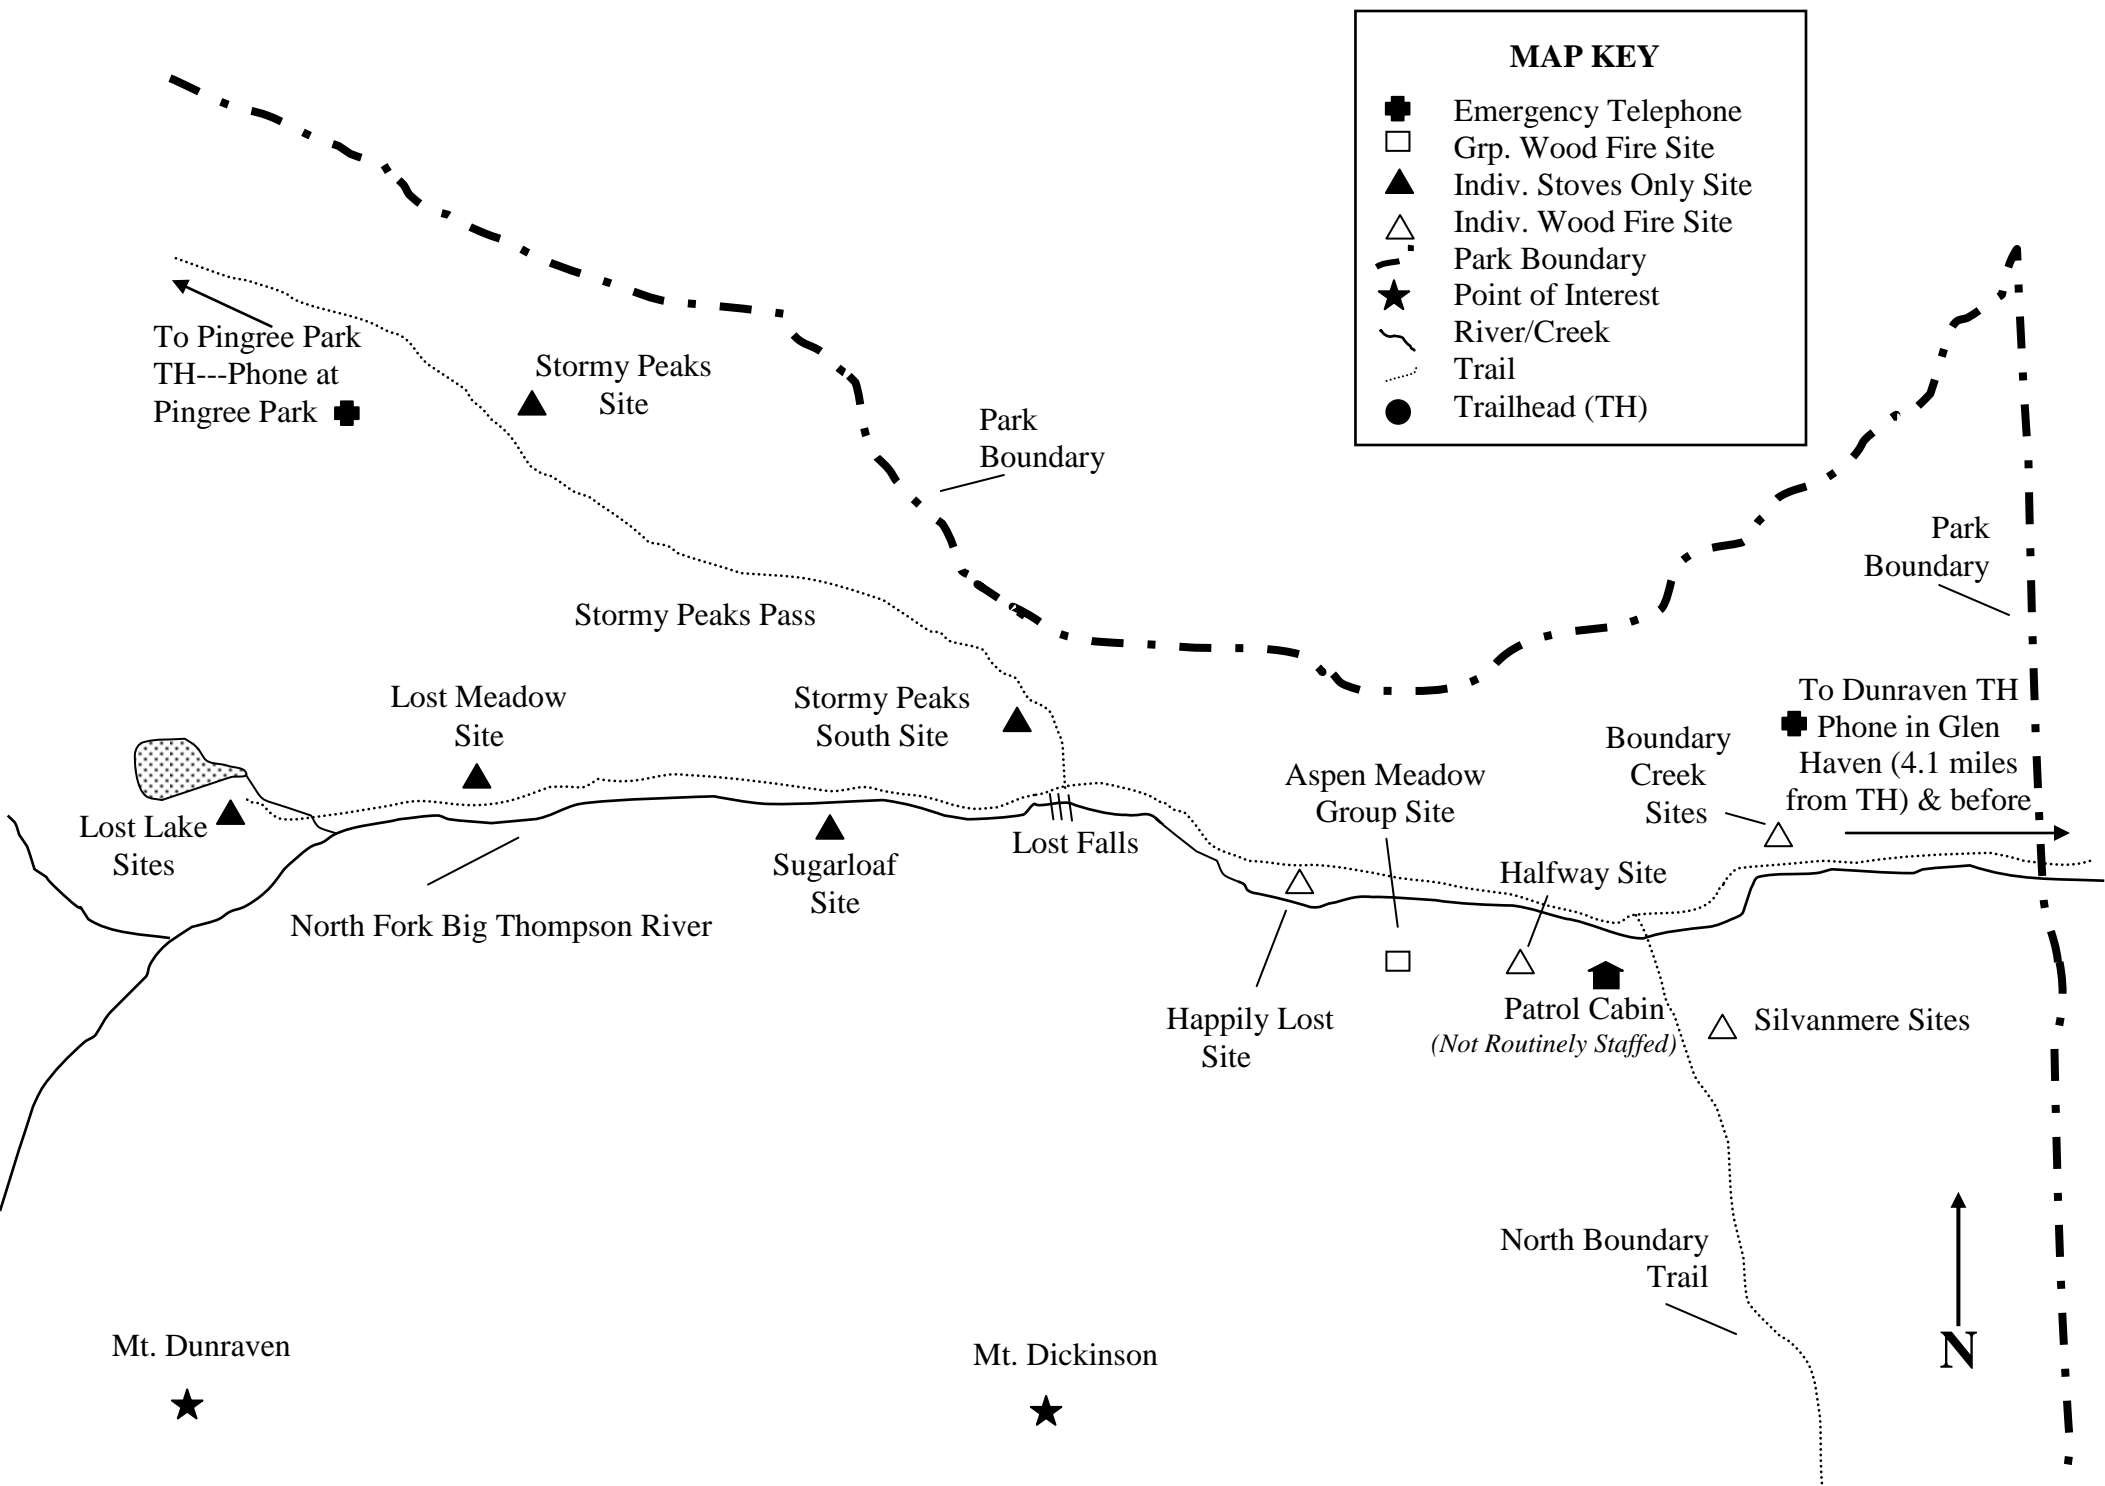 MAP KEY
Emergency Telephone
Grp. Wood Fire Site
Indiv. Stoves Only Site
Indiv. Wood Fire Site
Park Boundary
Point of Interest
River/Creek
Trail
Trailhead (TH)
To Pingree Park
TH---Phone at
Pingree Park
Stormy Peaks
Site
Park
Boundary
Park
Boundary
Stormy Peaks Pass
Lost Meadow
Site
Stormy Peaks
South Site
To Dunraven TH
Phone in Glen
Haven (4.1 miles
from TH) & before
Boundary
Creek
Sites
Aspen Meadow
Group Site
Lost Lake
Sites
Sugarloaf
Site
Lost Falls
Halfway Site
North Fork Big Thompson River
Happily Lost
Site
Patrol Cabin
(Not Routinely Staffed)
Silvanmere Sites
North Boundary
Trail
N
Mt. Dunraven
Mt. Dickinson